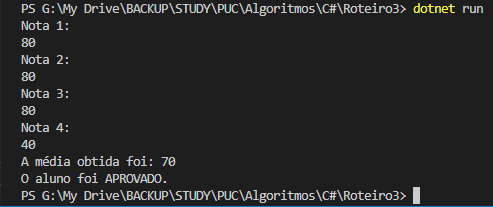 PS G:\My Drive\BACKUP\STUDY\PUC\Algoritmos\C#\Roteiro3> dotnet run
Nota 1:
80
Nota 2:
80
Nota 3:
80
Nota 4:
40
A média obtida foi: 70
O aluno foi APROVADO.
PS G:\My Drive\BACKUP\STUDY\PUC\Algoritmos\C#\Roteiro3>